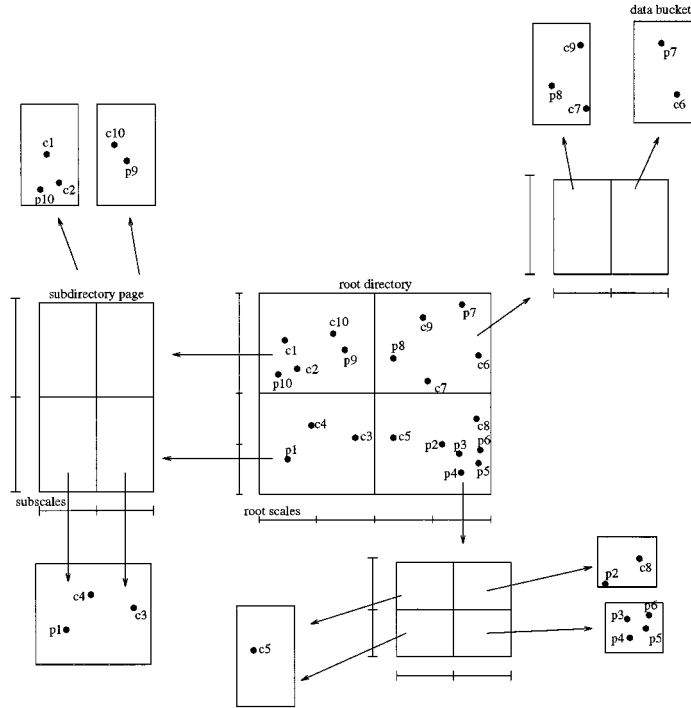 data bucket
c9
p8
c7
p7
c6
c1
c2
p10
c10
p9
subdirectory page
root directory
c1
p10
c2
c10
p9
c9
p7
p8
c6
c7
p1
c4
c3
c5
p2
c8
p3
p6
p4
p5
subscales
root scales
c4
p1
c3
c5
p2
c8
p3
p6
p4
p5